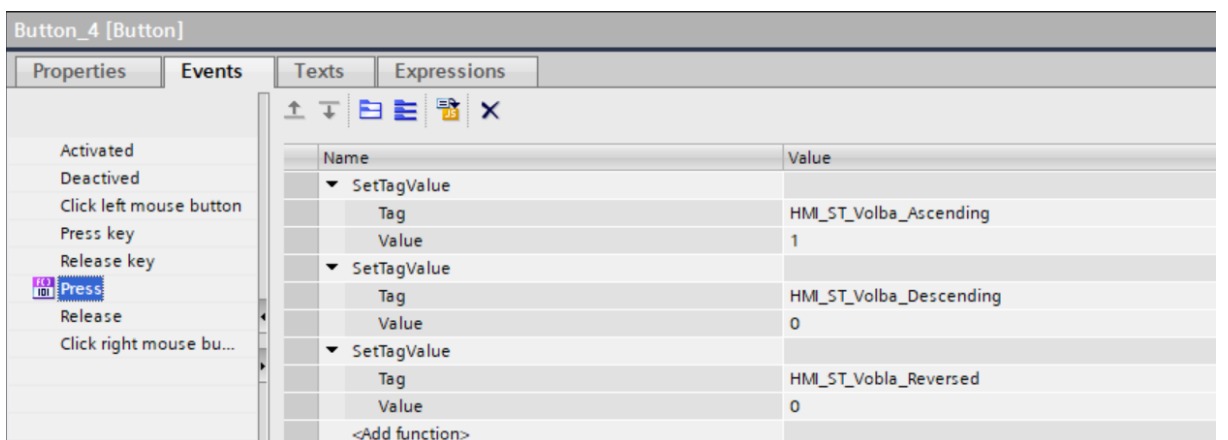 Button_4 [Button]
Properties Events Texts Expressions
Activated
Deactived
Click left mouse button
Press key
Release key
Press
Release
Click right mouse bu...
Name Value
SetTagValue
Tag HMI_ST_Volba_Ascending
Value 1
SetTagValue
Tag HMI_ST_Volba_Descending
Value 0
SetTagValue
Tag HMI_ST_Vobla_Reversed
Value 0
<Add function>